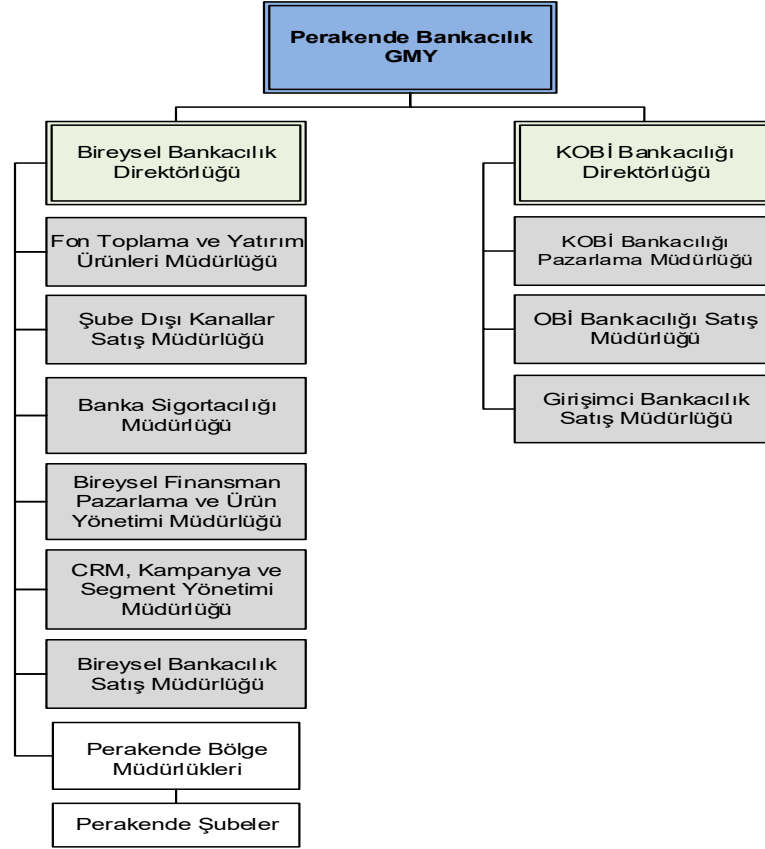 Perakende Bankacılık
GMY
Bireysel Bankacılık
Direktörlüğü
Fon Toplama ve Yatırım
Ürünleri Müdürlüğü
Şube Dışı Kanallar
Satış Müdürlüğü
Banka Sigortacılığı
Müdürlüğü
Bireysel Finansman
Pazarlama ve Ürün
Yönetimi Müdürlüğü
CRM, Kampanya ve
Segment Yönetimi
Müdürlüğü
Bireysel Bankacılık
Satış Müdürlüğü
Perakende Bölge
Müdürlükleri
Perakende Şubeler
KOBİ Bankacılığı
Direktörlüğü
KOBİ Bankacılığı
Pazarlama Müdürlüğü
OBİ Bankacılığı Satış
Müdürlüğü
Girişimci Bankacılık
Satış Müdürlüğü